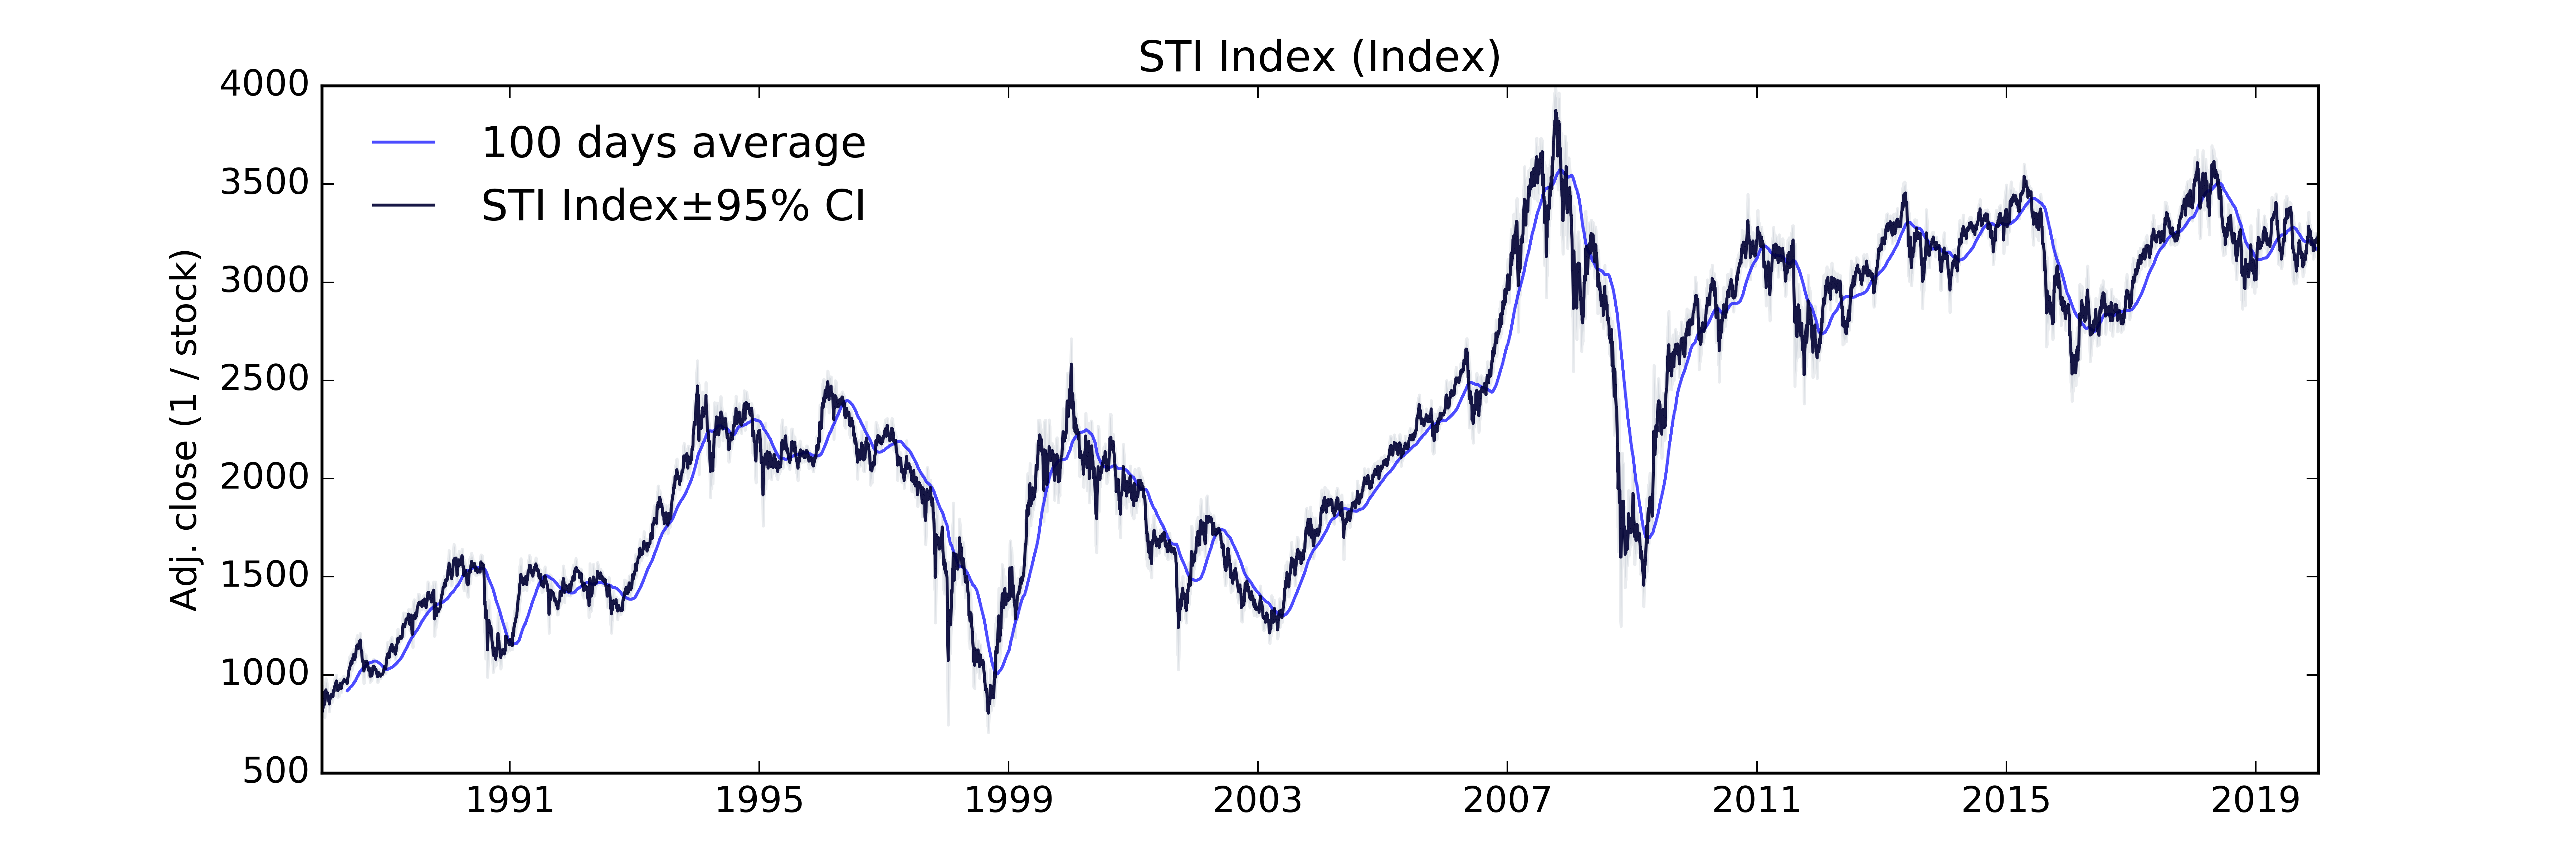 STI Index (Index)
4000
3500
3000
2500
2000
1500
1000
500
Adj. close (1 / stock)
100 days average
STI Index±95% CI
1991 1995 1999 2003 2007 2011 2015 2019